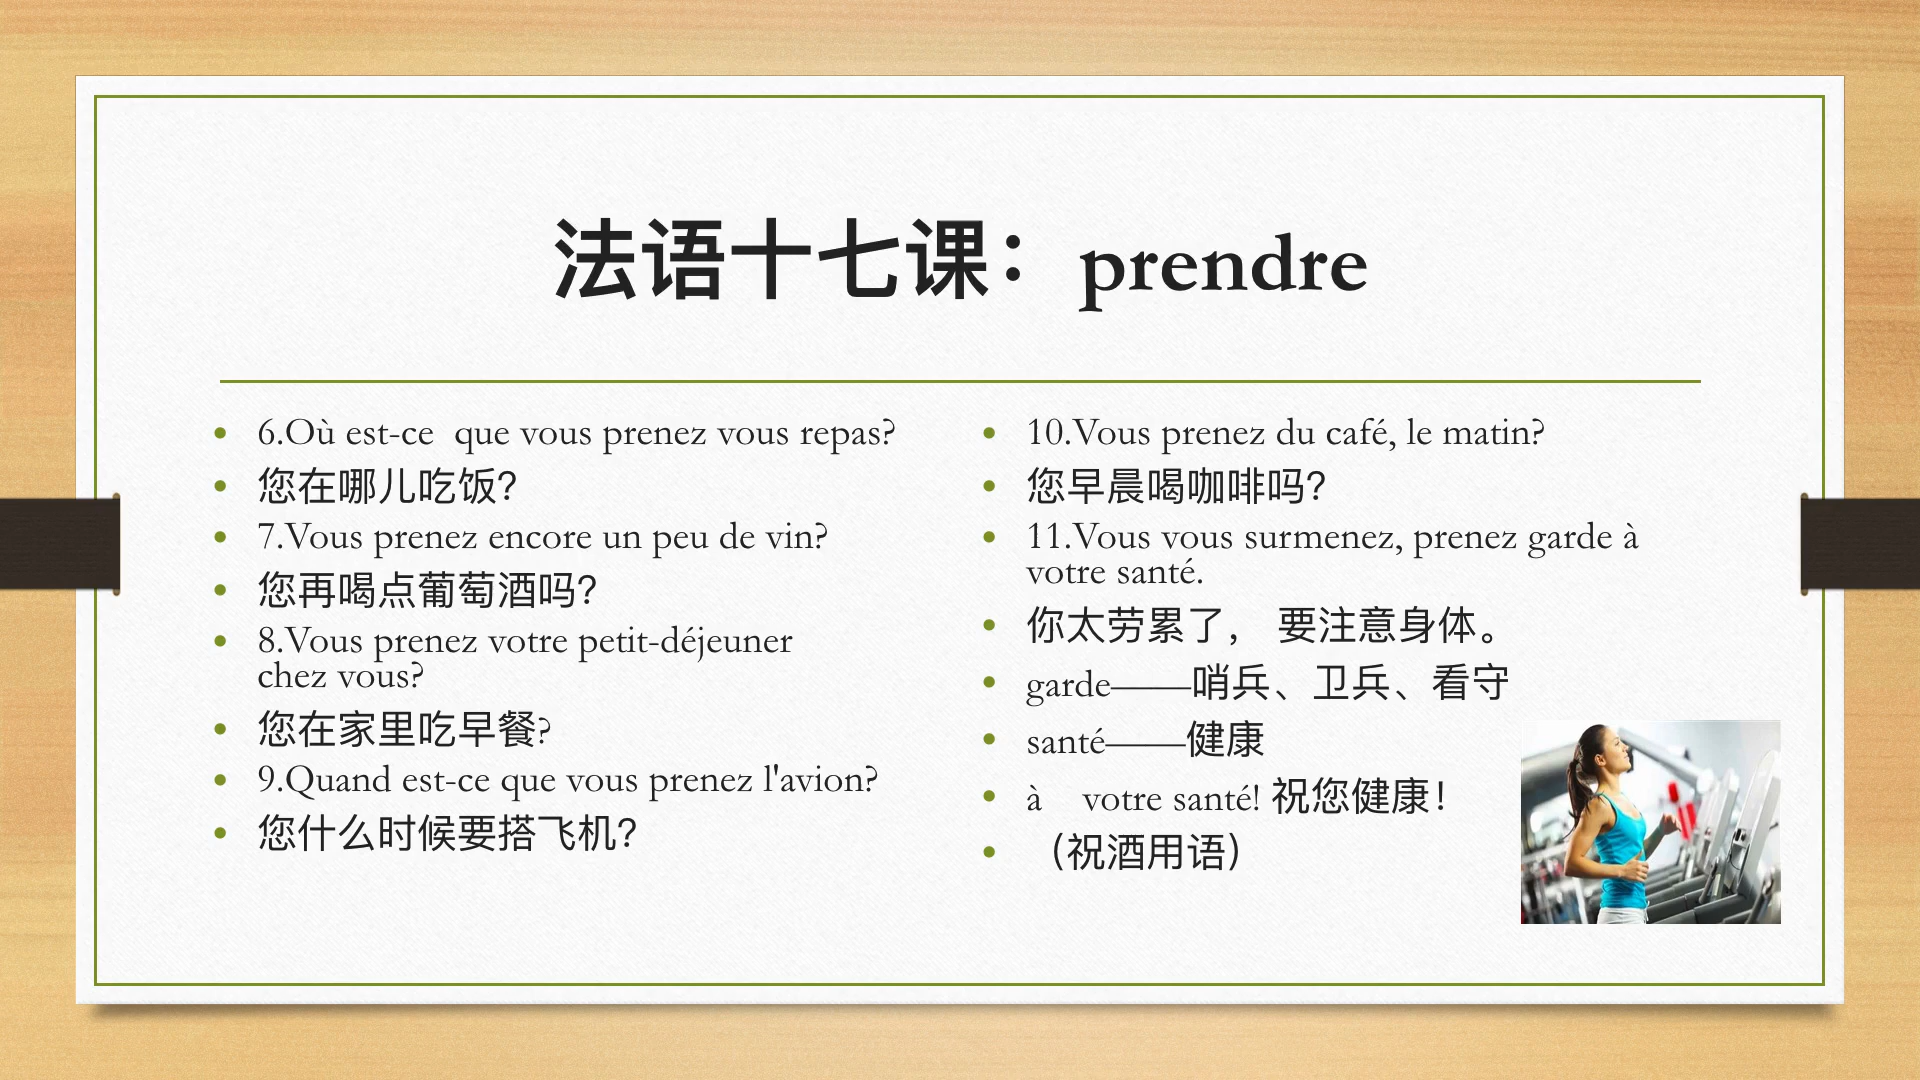 法语十七课：prendre
6.Où est-ce  que vous prenez vous repas?
您在哪儿吃饭？
7.Vous prenez encore un peu de vin?
您再喝点葡萄酒吗？
8.Vous prenez votre petit-déjeuner
chez vous?
您在家里吃早餐?
9.Quand est-ce que vous prenez l'avion?
您什么时候要搭飞机？
10.Vous prenez du café, le matin?
您早晨喝咖啡吗？
11.Vous vous surmenez, prenez garde à
votre santé.
你太劳累了， 要注意身体。
garde——哨兵、卫兵、看守
santé——健康
à    votre santé! 祝您健康！
（祝酒用语）